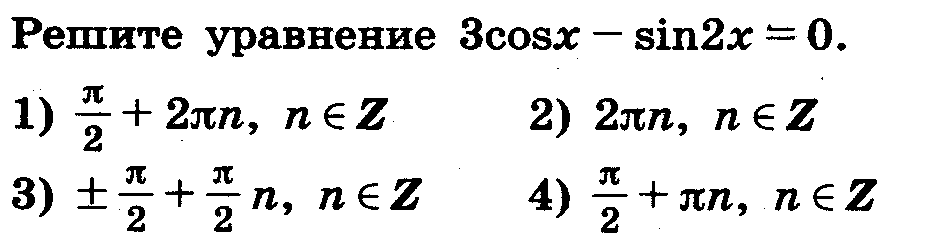 Решите уравнение 3cosx − sin2x = 0.
1) π/2 + 2πn, n ∈ Z 2) 2πn, n ∈ Z
3) ± π/2 + π/2 n, n ∈ Z 4) π/2 + πn, n ∈ Z